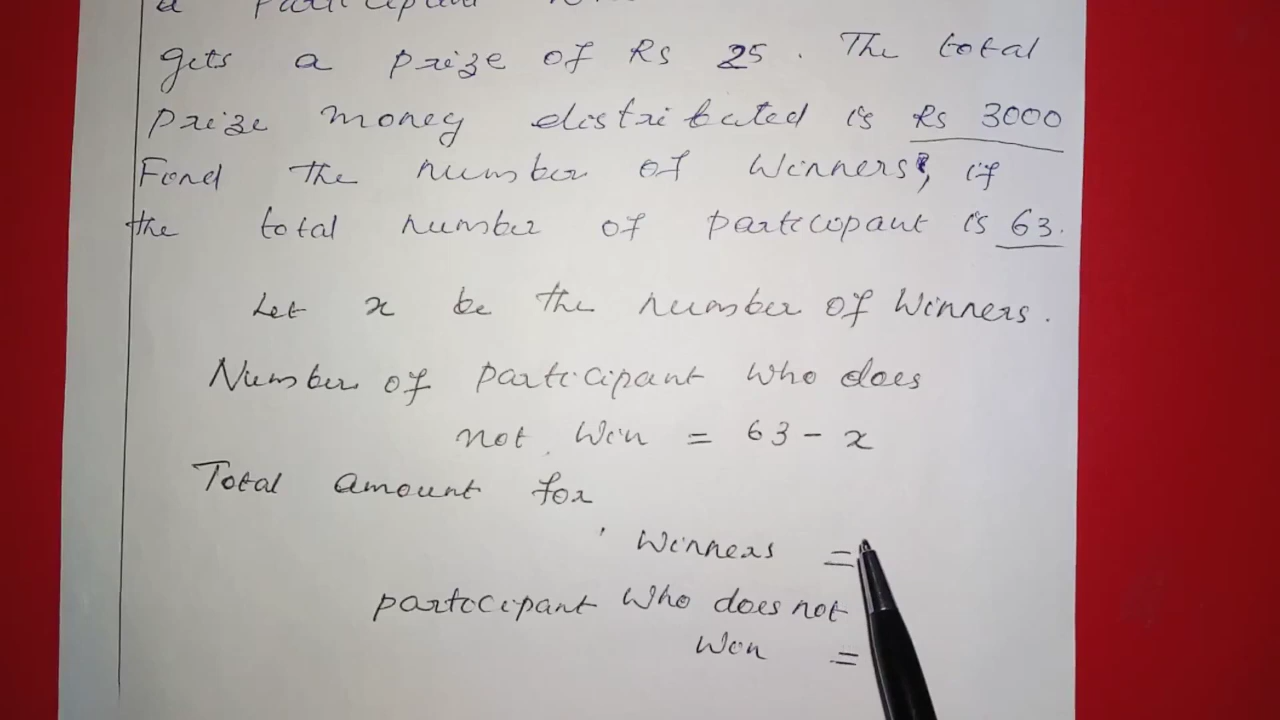 a
gets a prize of Rs 25. The total
prize money distributed is Rs 3000
Find the number of winners, if
the total number of participant is 63.
Let x be the number of winners.
Number of participant who does
not win = 63 - x
Total amount for
winners =
participant who does not
won =